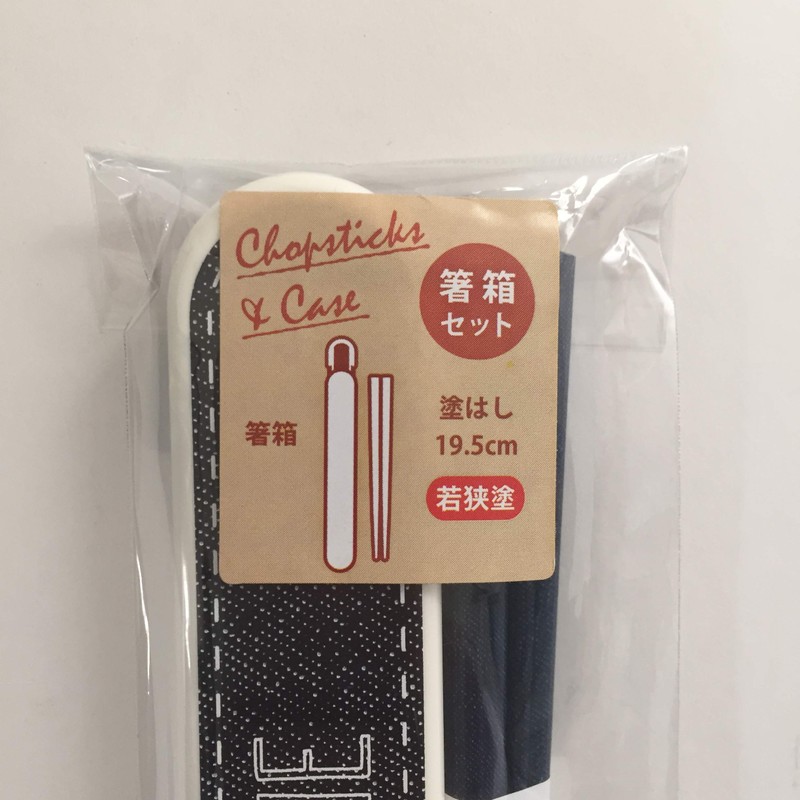 Chopsticks
& Case
箸箱
セット
箸箱
塗はし
19.5cm
若狭塗